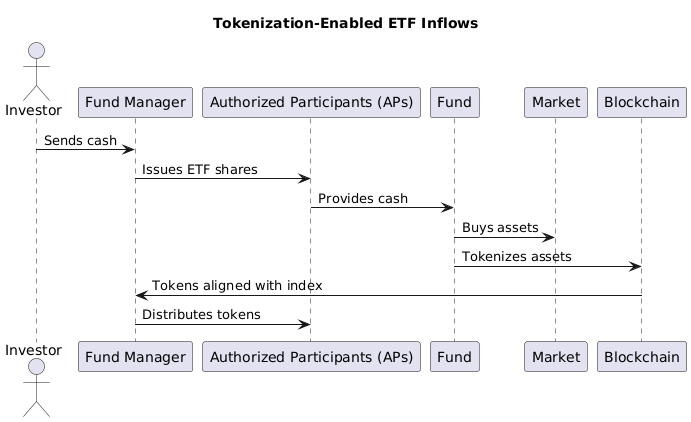 Tokenization-Enabled ETF Inflows
Investor
Fund Manager
Authorized Participants (APs)
Fund
Market
Blockchain
Sends cash
Issues ETF shares
Provides cash
Buys assets
Tokenizes assets
Tokens aligned with index
Distributes tokens
Investor
Fund Manager
Authorized Participants (APs)
Fund
Market
Blockchain